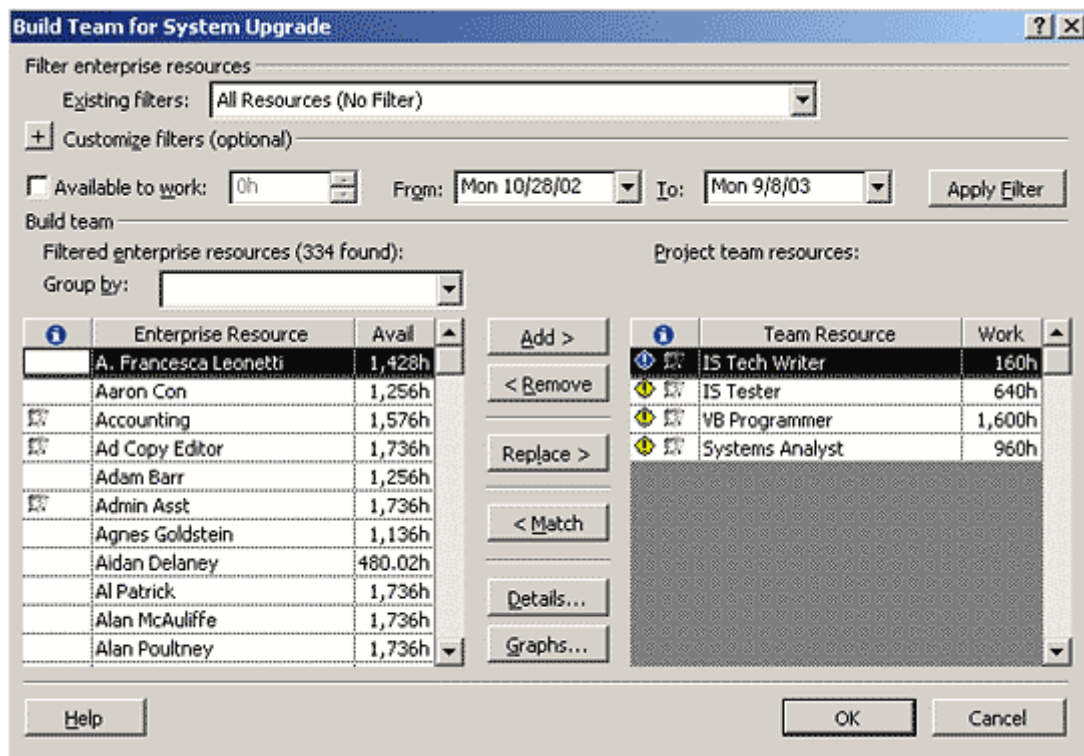 Build Team for System Upgrade
Filter enterprise resources
Existing filters: All Resources (No Filter)
+ Customize filters (optional)
Available to work: 0h From: Mon 10/28/02 To: Mon 9/8/03 Apply Filter
Build team
Filtered enterprise resources (334 found): Project team resources:
Group by:
Enterprise Resource Avail
A. Francesca Leonetti 1,428h
Aaron Con 1,256h
Accounting 1,576h
Ad Copy Editor 1,736h
Adam Barr 1,256h
Admin Asst 1,736h
Agnes Goldstein 1,136h
Aidan Delaney 480.02h
Al Patrick 1,736h
Alan McAuliffe 1,736h
Alan Poultney 1,736h
Add >
< Remove
Replace >
< Match
Details...
Graphs...
Team Resource Work
IS Tech Writer 160h
IS Tester 640h
VB Programmer 1,600h
Systems Analyst 960h
Help OK Cancel